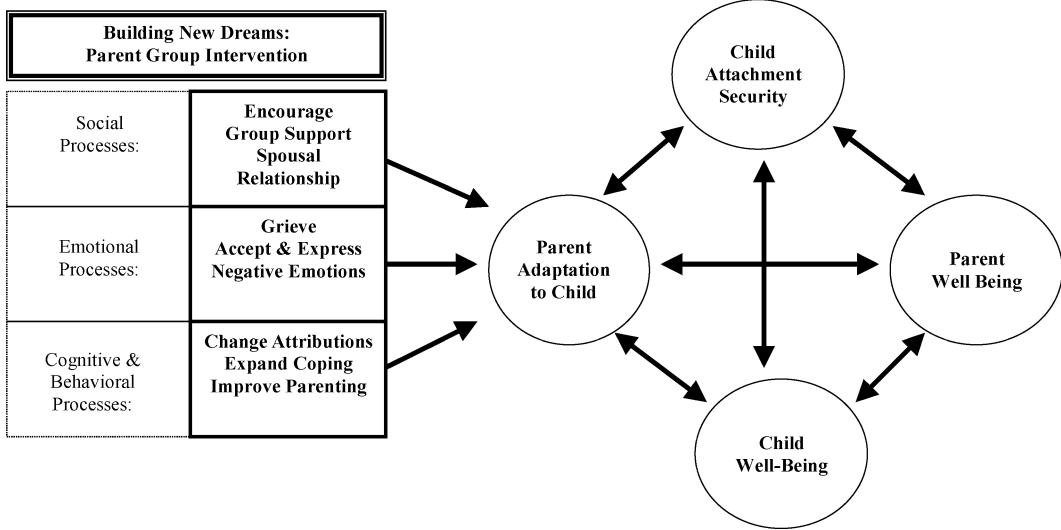 Building New Dreams:
Parent Group Intervention
Social
Processes:
Encourage
Group Support
Spousal
Relationship
Emotional
Processes:
Grieve
Accept & Express
Negative Emotions
Cognitive &
Behavioral
Processes:
Change Attributions
Expand Coping
Improve Parenting
Child
Attachment
Security
Parent
Adaptation
to Child
Parent
Well Being
Child
Well-Being